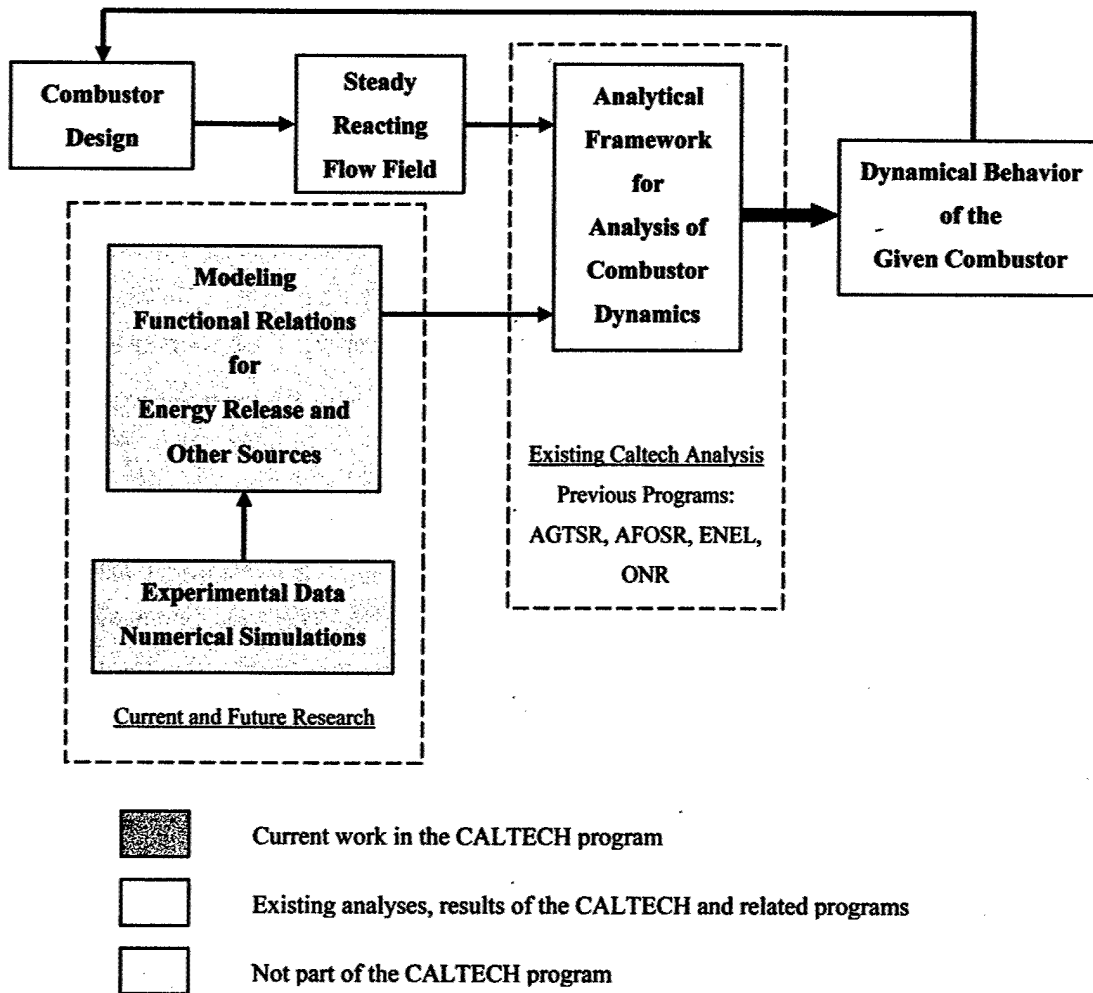 Combustor
Design
Steady
Reacting
Flow Field
Analytical
Framework
for
Analysis of
Combustor
Dynamics
Dynamical Behavior
of the
Given Combustor
Modeling
Functional Relations
for
Energy Release and
Other Sources
Experimental Data
Numerical Simulations
Current and Future Research
Existing Caltech Analysis
Previous Programs:
AGTSR, AFOSR, ENEL,
ONR
Current work in the CALTECH program
Existing analyses, results of the CALTECH and related programs
Not part of the CALTECH program